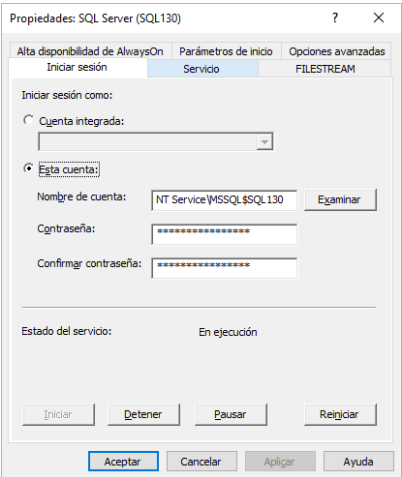 Propiedades: SQL Server (SQL130) ? ×
Alta disponibilidad de AlwaysOn Parámetros de inicio Opciones avanzadas
Iniciar sesión Servicio FILESTREAM
Iniciar sesión como:
Cuenta integrada:
Esta cuenta:
Nombre de cuenta: NT Service\MSSQL$SQL130 Examinar
Contraseña: ****************
Confirmar contraseña: ****************
Estado del servicio: En ejecución
Iniciar Detener Pausar Reiniciar
Aceptar Cancelar Aplicar Ayuda